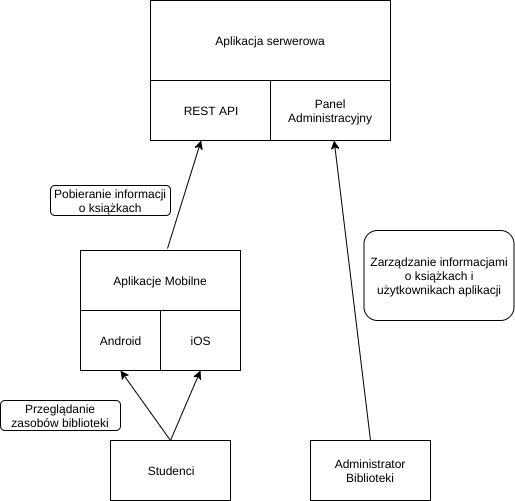 Aplikacja serwerowa
REST API
Panel
Administracyjny
Pobieranie informacji
o książkach
Zarządzanie informacjami
o książkach i
użytkownikach aplikacji
Aplikacje Mobilne
Android
iOS
Przeglądanie
zasobów biblioteki
Studenci
Administrator
Biblioteki